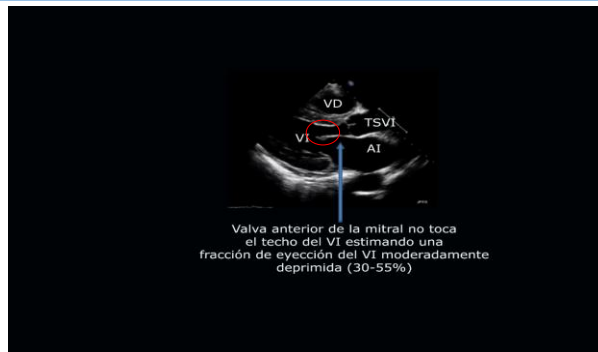 VD
TSVI
VI
AI
Valva anterior de la mitral no toca
el techo del VI estimando una
fracción de eyección del VI moderadamente
deprimida (30-55%)